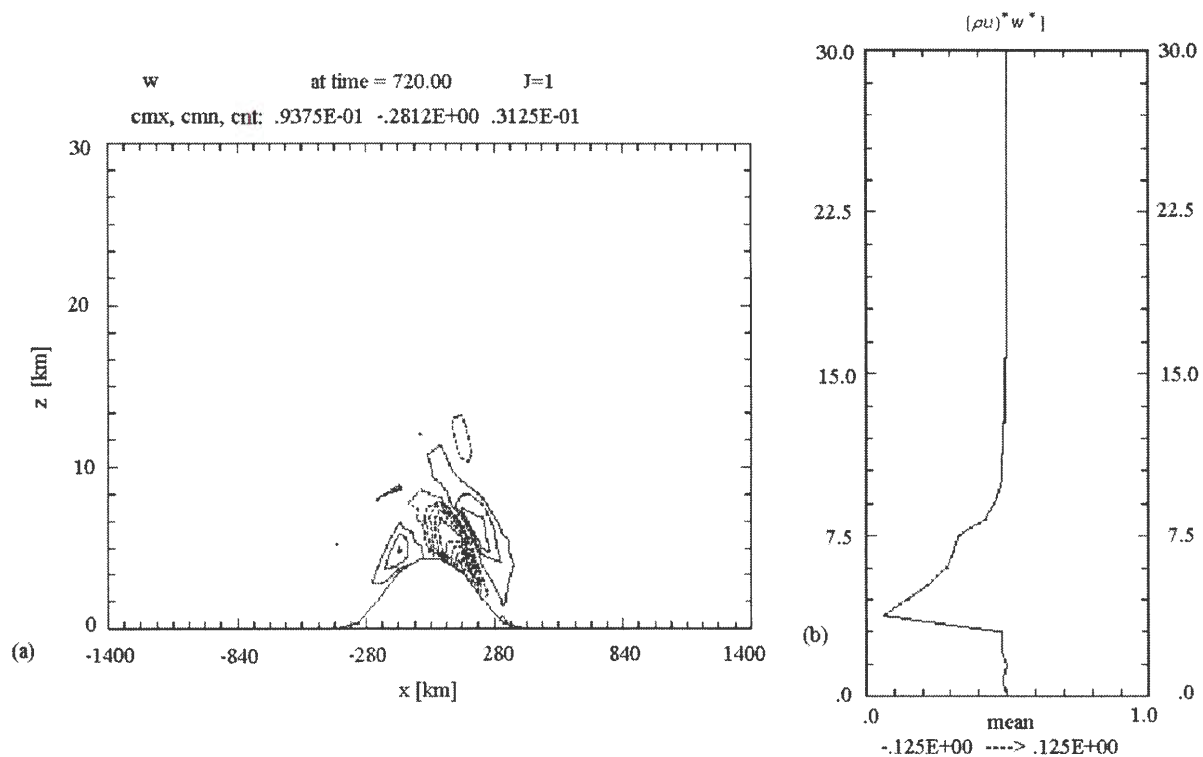 w at time = 720.00 J=1
cmx, cmn, cnt: .9375E-01 -.2812E+00 .3125E-01
30
20
10
0
z [km]
-1400 -840 -280 280 840 1400
x [km]
(a)
(ρu)*w*]
30.0 30.0
22.5 22.5
15.0 15.0
7.5 7.5
.0 .0
.0 mean 1.0
-.125E+00 ----> .125E+00
(b)